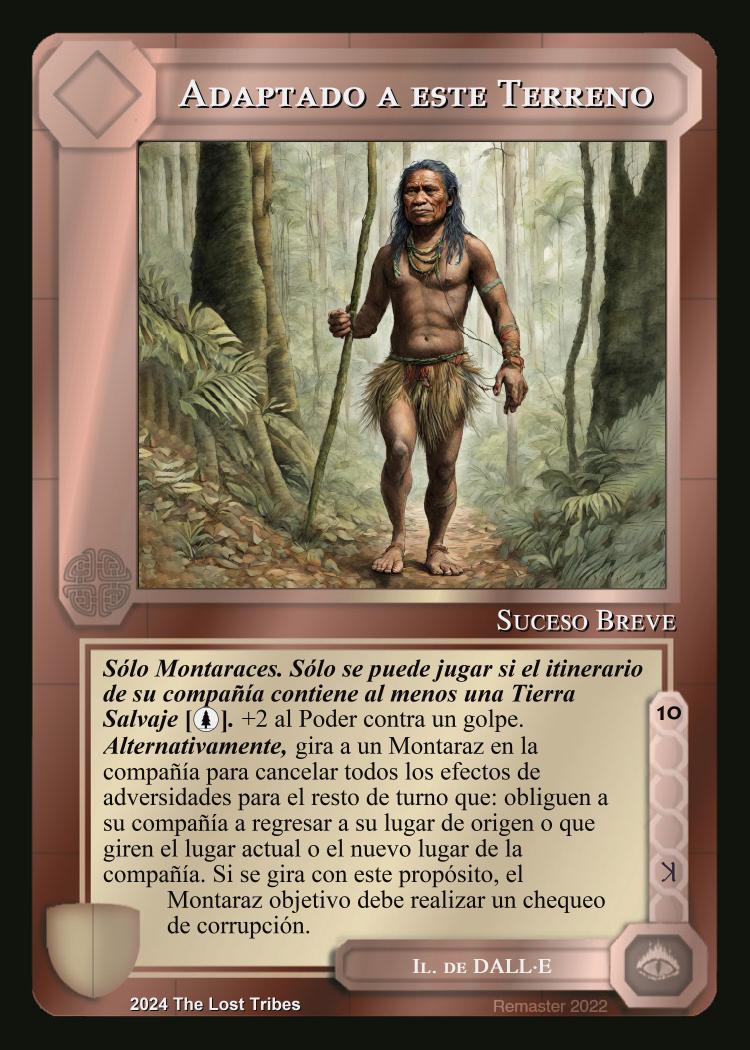 Adaptado a este Terreno
Suceso Breve
Sólo Montaraces. Sólo se puede jugar si el itinerario
de su compañía contiene al menos una Tierra
Salvaje []. +2 al Poder contra un golpe.
Alternativamente, gira a un Montaraz en la
compañía para cancelar todos los efectos de
adversidades para el resto de turno que: obliguen a
su compañía a regresar a su lugar de origen o que
giren el lugar actual o el nuevo lugar de la
compañía. Si se gira con este propósito, el
Montaraz objetivo debe realizar un chequeo
de corrupción.
10
Il. de DALL·E
2024 The Lost Tribes
Remaster 2022